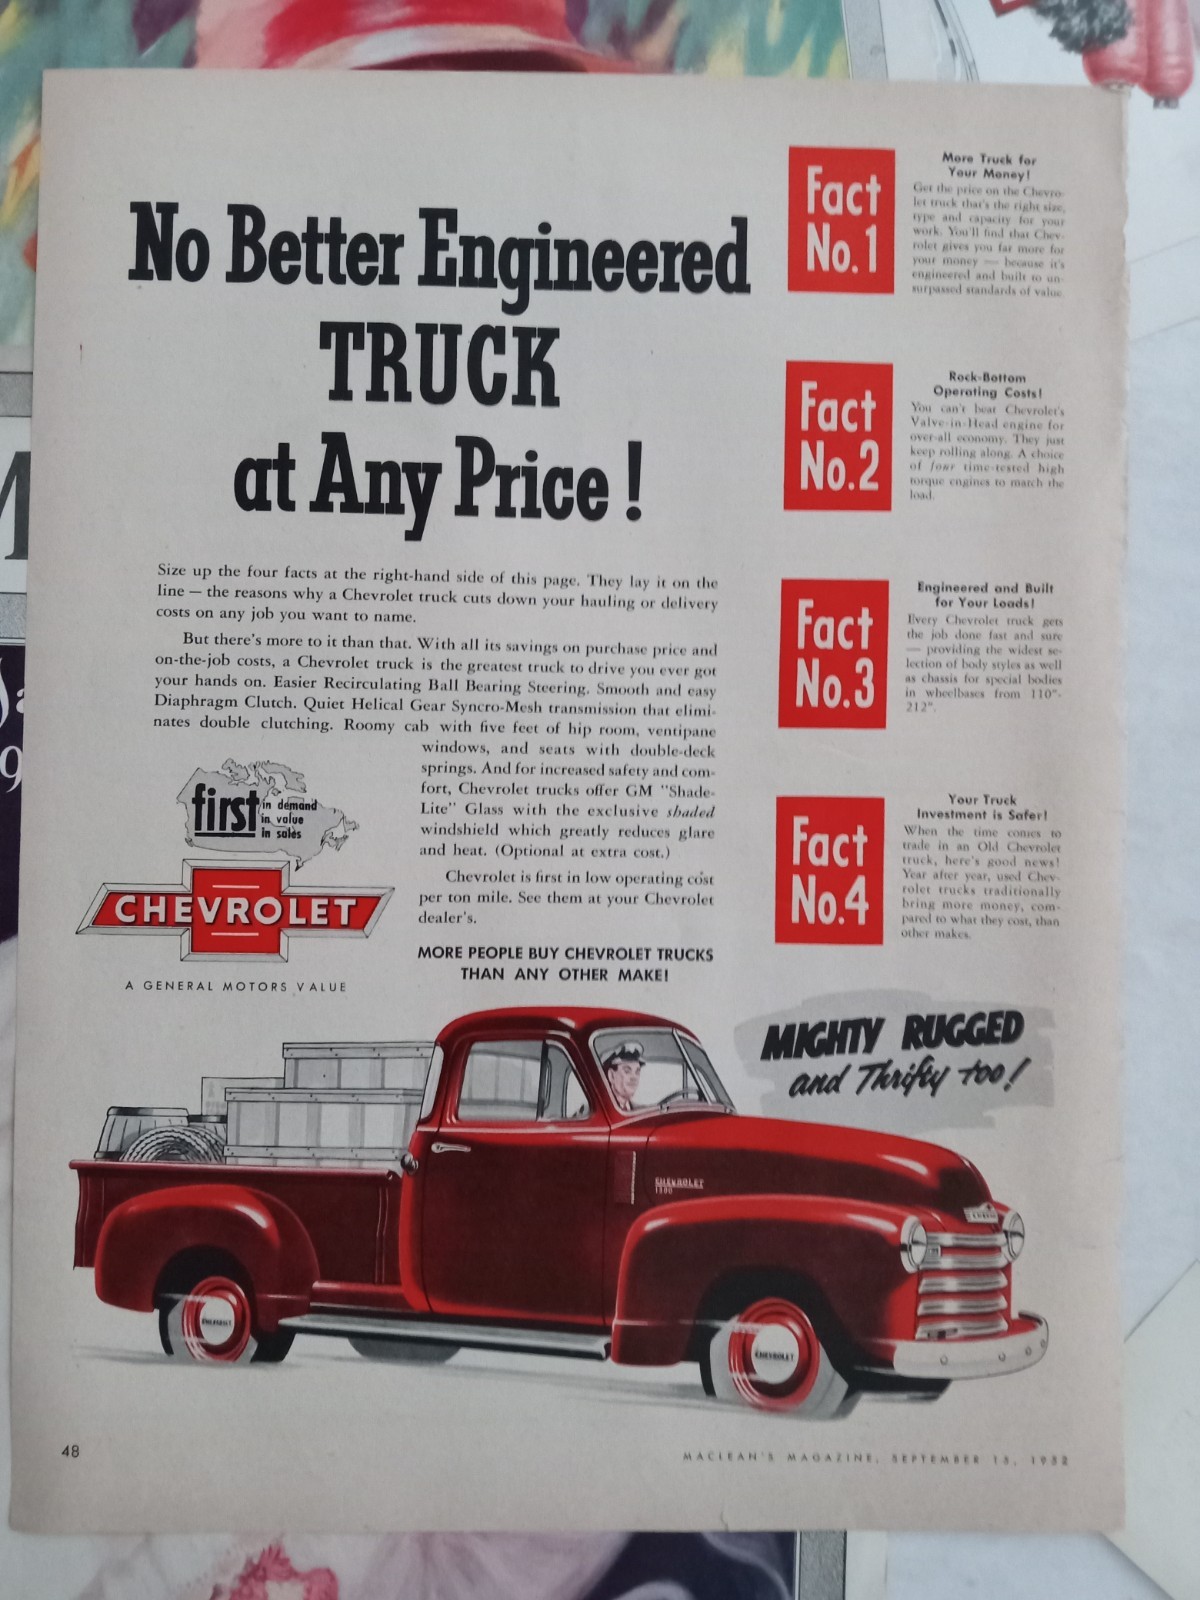 No Better Engineered
TRUCK
at Any Price!
Size up the four facts at the right-hand side of this page. They lay it on the
line — the reasons why a Chevrolet truck cuts down your hauling or delivery
costs on any job you want to name.
But there's more to it than that. With all its savings on purchase price and
on-the-job costs, a Chevrolet truck is the greatest truck to drive you ever got
your hands on. Easier Recirculating Ball Bearing Steering. Smooth and easy
Diaphragm Clutch. Quiet Helical Gear Syncro-Mesh transmission that elimi-
nates double clutching. Roomy cab with five feet of hip room, ventipane
windows, and seats with double-deck
springs. And for increased safety and com-
fort, Chevrolet trucks offer GM "Shade-
Lite" Glass with the exclusive shaded
windshield which greatly reduces glare
and heat. (Optional at extra cost.)
Chevrolet is first in low operating cost
per ton mile. See them at your Chevrolet
dealer's.
MORE PEOPLE BUY CHEVROLET TRUCKS
THAN ANY OTHER MAKE!
first in demand
in value
in sales
CHEVROLET
A GENERAL MOTORS VALUE
Fact
No.1
More Truck for
Your Money!
Get the price on the Chevro-
let truck that's the right size,
type and capacity for your
work. You'll find that Chev-
rolet gives you far more for
your money — because it's
engineered and built to un-
surpassed standards of value.
Fact
No.2
Rock-Bottom
Operating Costs!
You can't beat Chevrolet's
Valve-in-Head engine for
over-all economy. They just
keep rolling along. A choice
of four time-tested high
torque engines to match the
load.
Fact
No.3
Engineered and Built
for Your Loads!
Every Chevrolet truck gets
the job done fast and sure
— providing the widest se-
lection of body styles as well
as chassis for special bodies
in wheelbases from 110"-
212".
Fact
No.4
Your Truck
Investment is Safer!
When the time comes to
trade in an Old Chevrolet
truck, here's good news!
Year after year, used Chev-
rolet trucks traditionally
bring more money, com-
pared to what they cost, than
other makes.
MIGHTY RUGGED
and Thrifty too!
CHEVROLET
CHEVROLET
CHEVROLET
48
MACLEAN'S MAGAZINE, SEPTEMBER 15, 1952